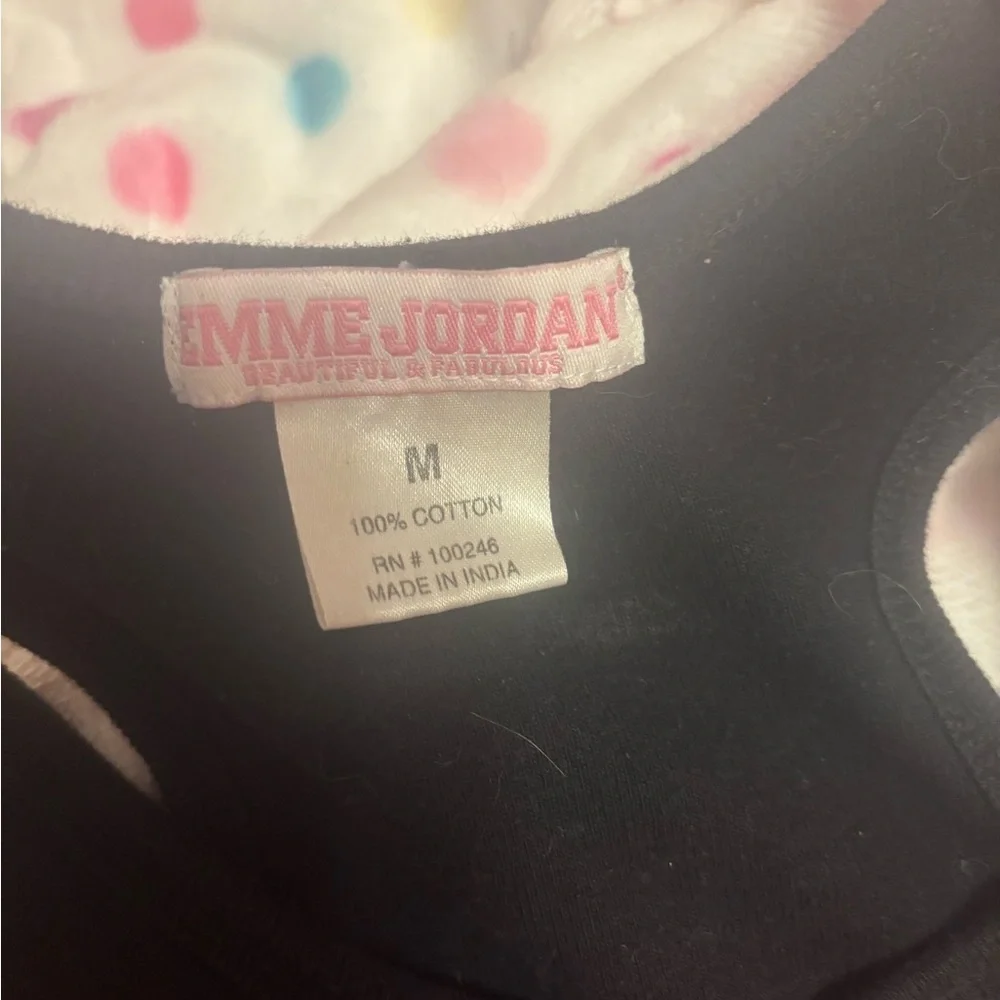 EMME JORDAN
BEAUTIFUL & FABULOUS
M
100% COTTON
RN # 100246
MADE IN INDIA